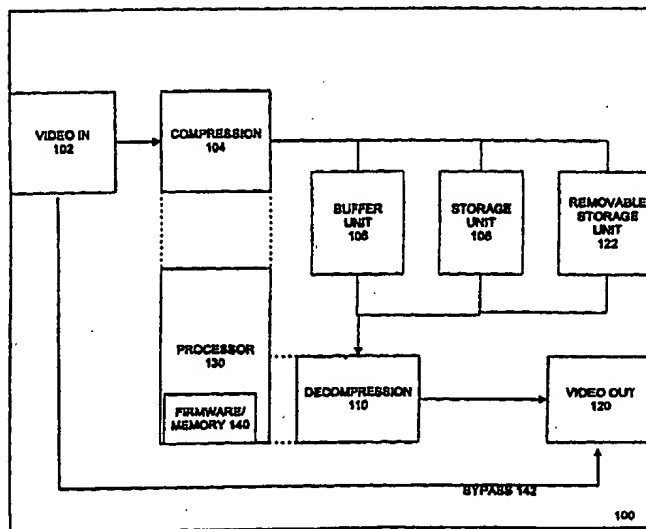 VIDEO IN
102
COMPRESSION
104
BUFFER
UNIT
106
STORAGE
UNIT
108
REMOVABLE
STORAGE
UNIT
122
PROCESSOR
130
FIRMWARE/
MEMORY 140
DECOMPRESSION
110
VIDEO OUT
120
BYPASS 142
100